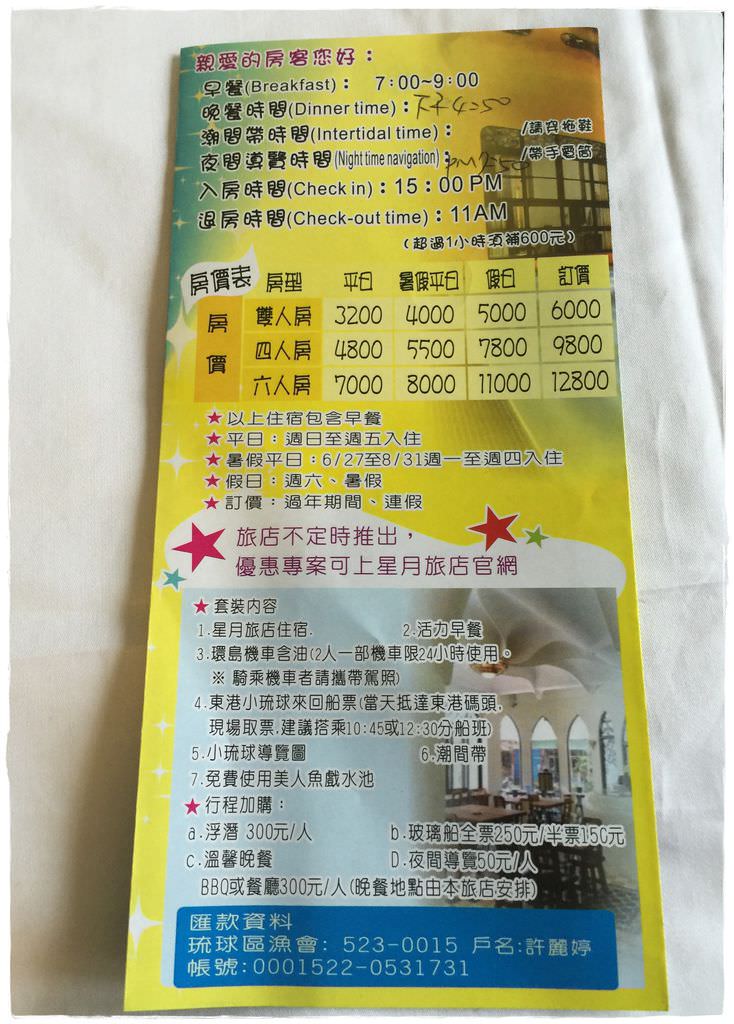 親愛的房客您好：
早餐(Breakfast)： 7:00~9:00
晚餐時間(Dinner time)：下午4:50
潮間帶時間(Intertidal time)： /請穿拖鞋
夜間導覽時間(Night time navigation)： /帶手電筒
入房時間(Check in)：15：00 PM
退房時間(Check-out time)：11AM
（超過1小時須補600元）
房價表 房型 平日 暑假平日 假日 訂價
房價
雙人房 3200 4000 5000 6000
四人房 4800 5500 7800 9800
六人房 7000 8000 11000 12800
★以上住宿包含早餐
★平日：週日至週五入住
★暑假平日：6/27至8/31週一至週四入住
★假日：週六、暑假
★訂價：過年期間、連假
旅店不定時推出，
優惠專案可上星月旅店官網
★套裝內容
1.星月旅店住宿. 2.活力早餐
3.環島機車含油(2人一部機車限24小時使用。
※ 騎乘機車者請攜帶駕照)
4.東港小琉球來回船票(當天抵達東港碼頭,
現場取票.建議搭乘10:45或12:30分船班)
5.小琉球導覽圖 6.潮間帶
7.免費使用美人魚戲水池
★行程加購：
a.浮潛 300元/人 b.玻璃船全票250元/半票150元
c.溫馨晚餐 D.夜間導覽50元/人
BBQ或餐廳300元/人(晚餐地點由本旅店安排)
匯款資料
琉球區漁會: 523-0015 戶名:許麗婷
帳號:0001522-0531731